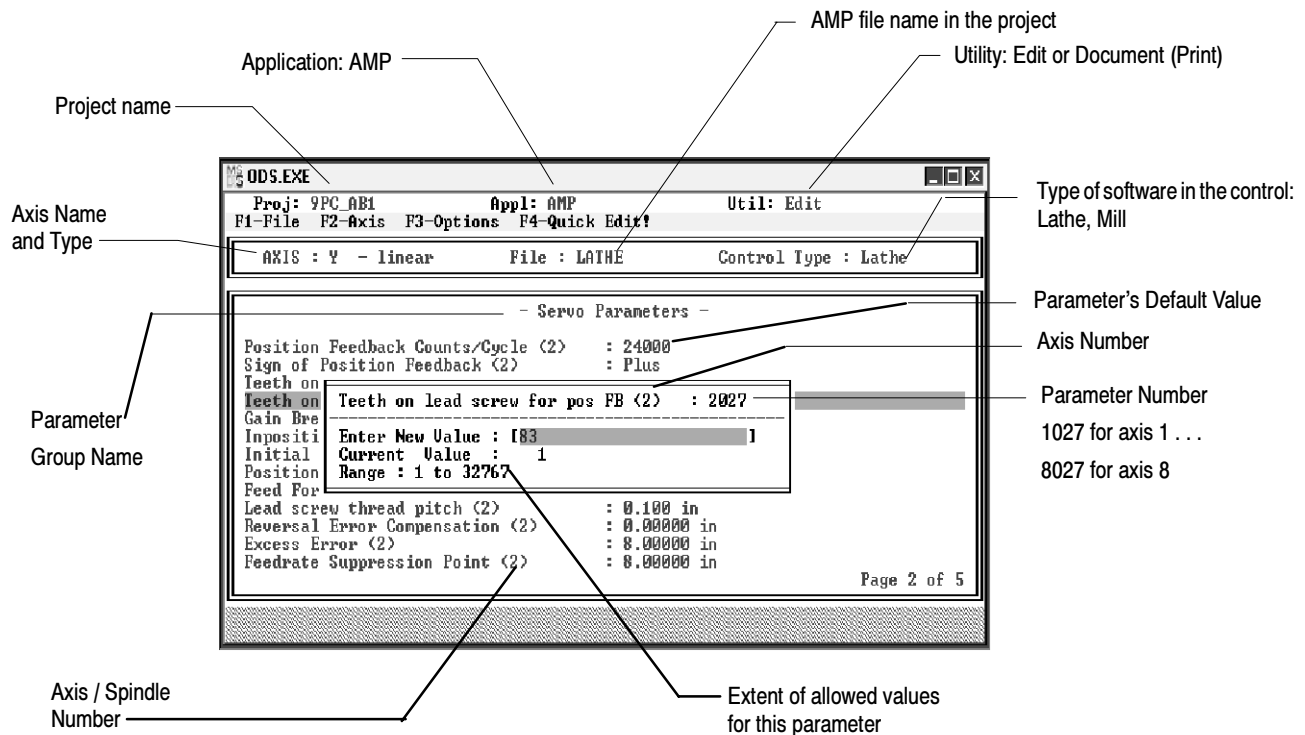 AMP file name in the project
Application: AMP
Utility: Edit or Document (Print)
Project name
ODS.EXE
Proj: 9PC_AB1 Appl: AMP Util: Edit
F1-File F2-Axis F3-Options F4-Quick Edit!
AXIS : Y - linear File : LATHE Control Type : Lathe
Axis Name
and Type
Type of software in the control:
Lathe, Mill
- Servo Parameters -
Parameter's Default Value
Position Feedback Counts/Cycle (2) : 24000
Sign of Position Feedback (2) : Plus
Axis Number
Teeth on
Teeth on
Gain Bre
Inpositi
Initial
Position
Feed For
Teeth on lead screw for pos FB (2) : 2027
Enter New Value : [83 ]
Current Value : 1
Range : 1 to 32767
Parameter Number
1027 for axis 1 . . .
8027 for axis 8
Parameter
Group Name
Lead screw thread pitch (2) : 0.100 in
Reversal Error Compensation (2) : 0.00000 in
Excess Error (2) : 8.00000 in
Feedrate Suppression Point (2) : 8.00000 in
Page 2 of 5
Axis / Spindle
Number
Extent of allowed values
for this parameter